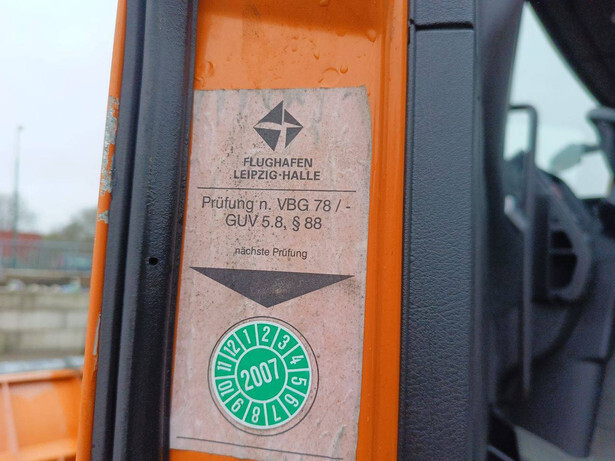 FLUGHAFEN
LEIPZIG·HALLE
Prüfung n. VBG 78 / -
GUV 5.8, § 88
nächste Prüfung
1 2 3 4 5 6 7 8 9 10 11 12
2007